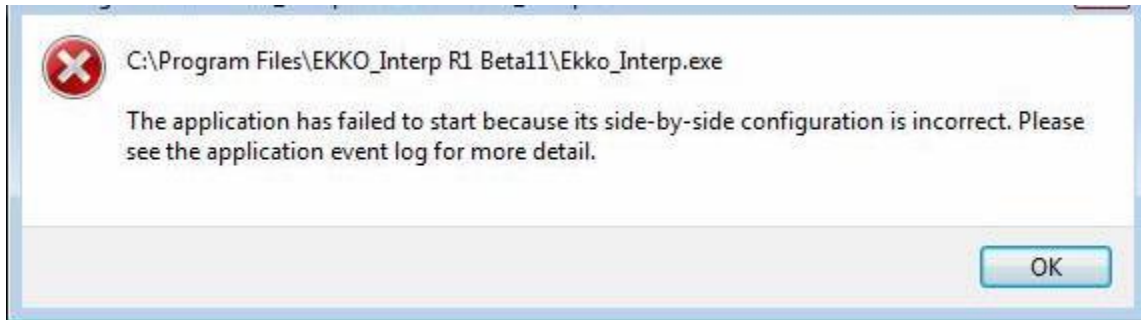 C:\Program Files\EKKO_Interp R1 Beta11\Ekko_Interp.exe
The application has failed to start because its side-by-side configuration is incorrect. Please
see the application event log for more detail.
OK